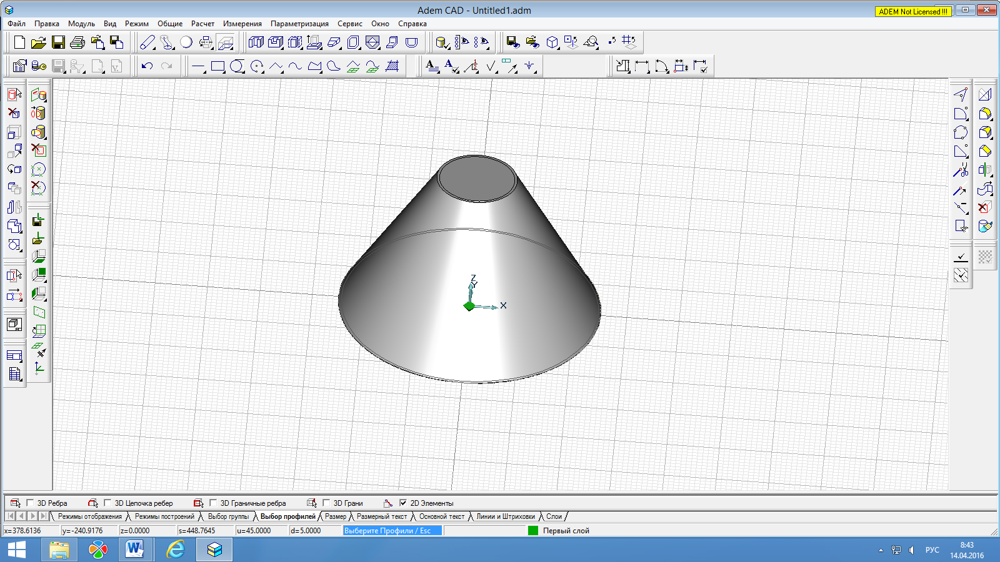 Adem CAD - Untitled1.adm
ADEM Not Licensed !!!
Файл Правка Модуль Вид Режим Общие Расчет Измерения Параметризация Сервис Окно Справка
Z
Y
X
3D Ребра 3D Цепочка ребер 3D Граничные ребра 3D Грани 2D Элементы
Режимы отображения Режимы построений Выбор группы Выбор профилей Размер Размерный текст Основной текст Линии и Штриховки Слои
x=378.6136 y=-240.9176 z=0.0000 s=448.7645 u=45.0000 d=5.0000 Выберите Профили / Esc Первый слой
РУС
8:43
14.04.2016